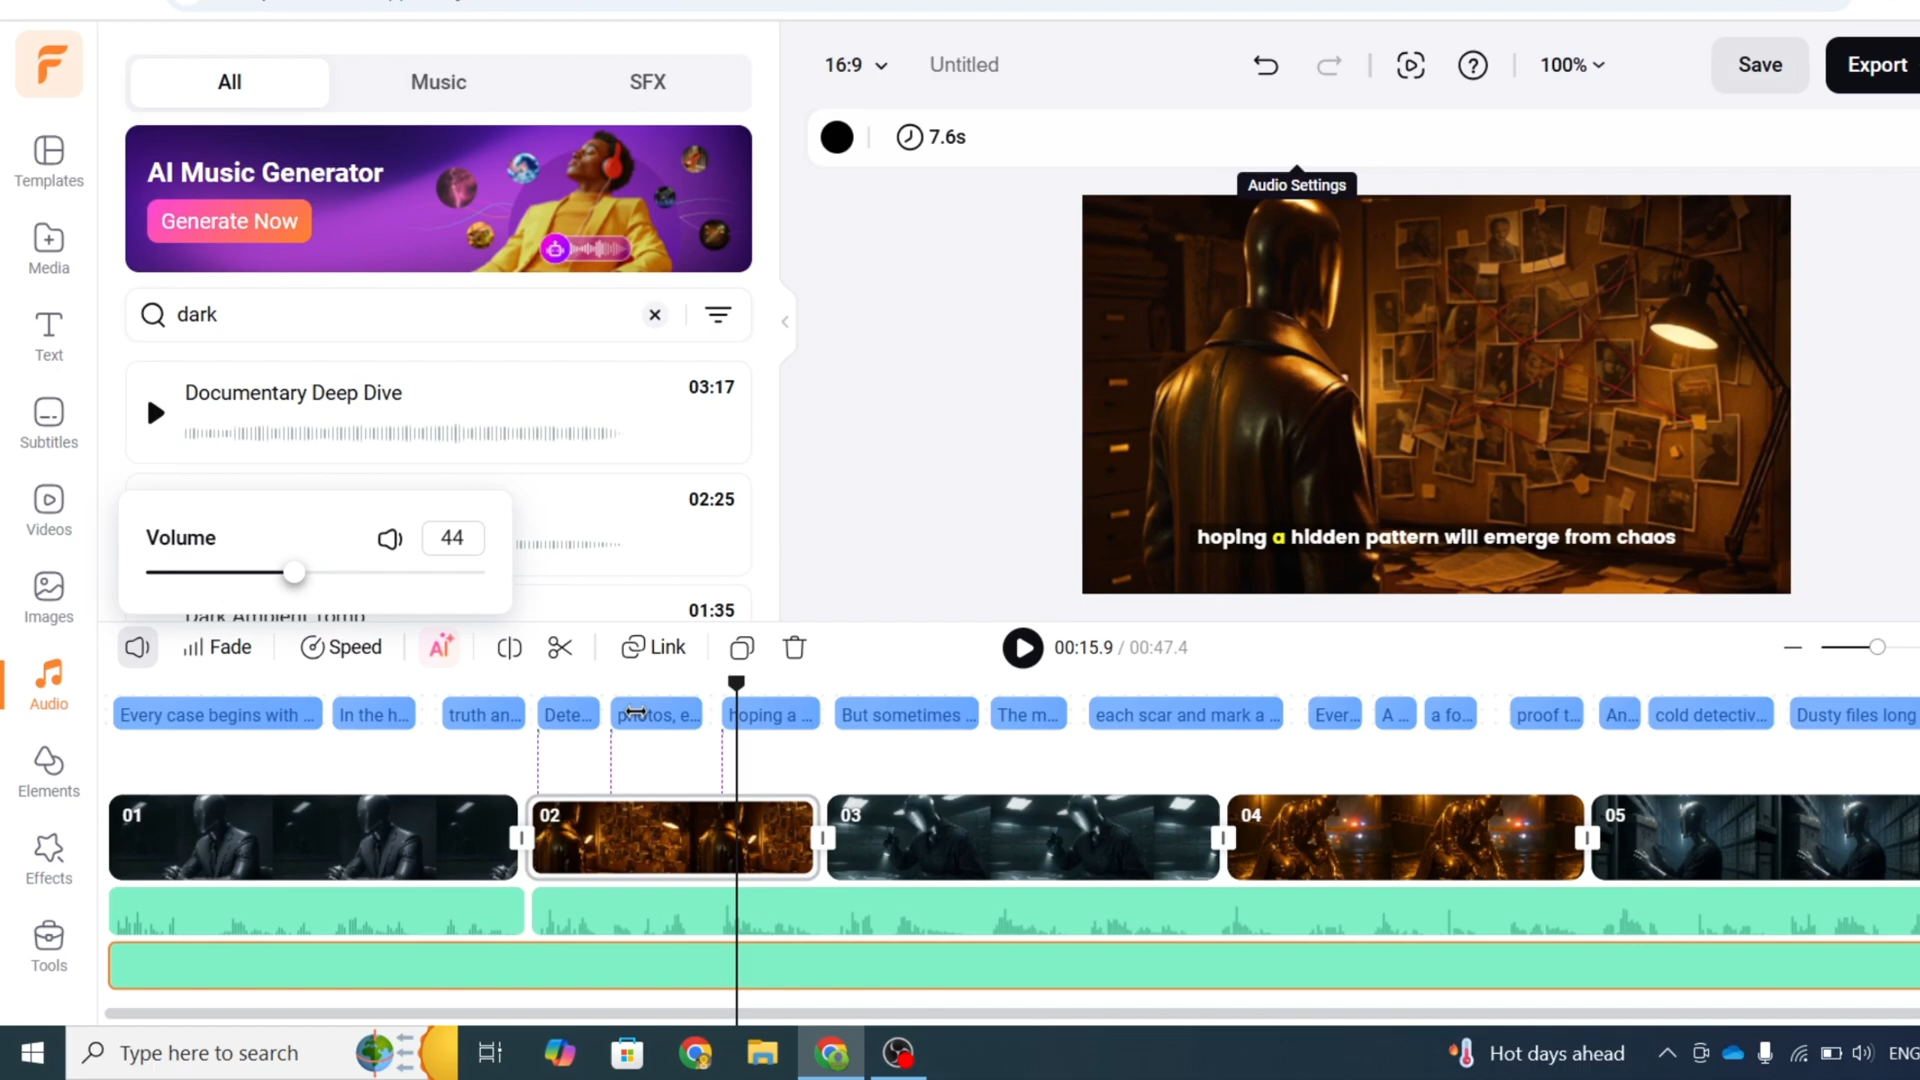 All
Music
SFX
16:9
Untitled
100%
Save
Export
Templates
AI Music Generator
Generate Now
7.6s
Audio Settings
Media
dark
Text
Documentary Deep Dive
03:17
Subtitles
02:25
Videos
Volume
44
hoping a hidden pattern will emerge from chaos
Images
Dark Ambient Tomb
01:35
Fade
Speed
AI
Link
00:15.9 / 00:47.4
Audio
Every case begins with ...
In the h...
truth an...
Dete...
photos, e...
hoping a ...
But sometimes ...
The m...
each scar and mark a ...
Ever...
A ...
a fo...
proof t...
An...
cold detectiv...
Dusty files long
Elements
01
02
03
04
05
Effects
Tools
Type here to search
Hot days ahead
ENG